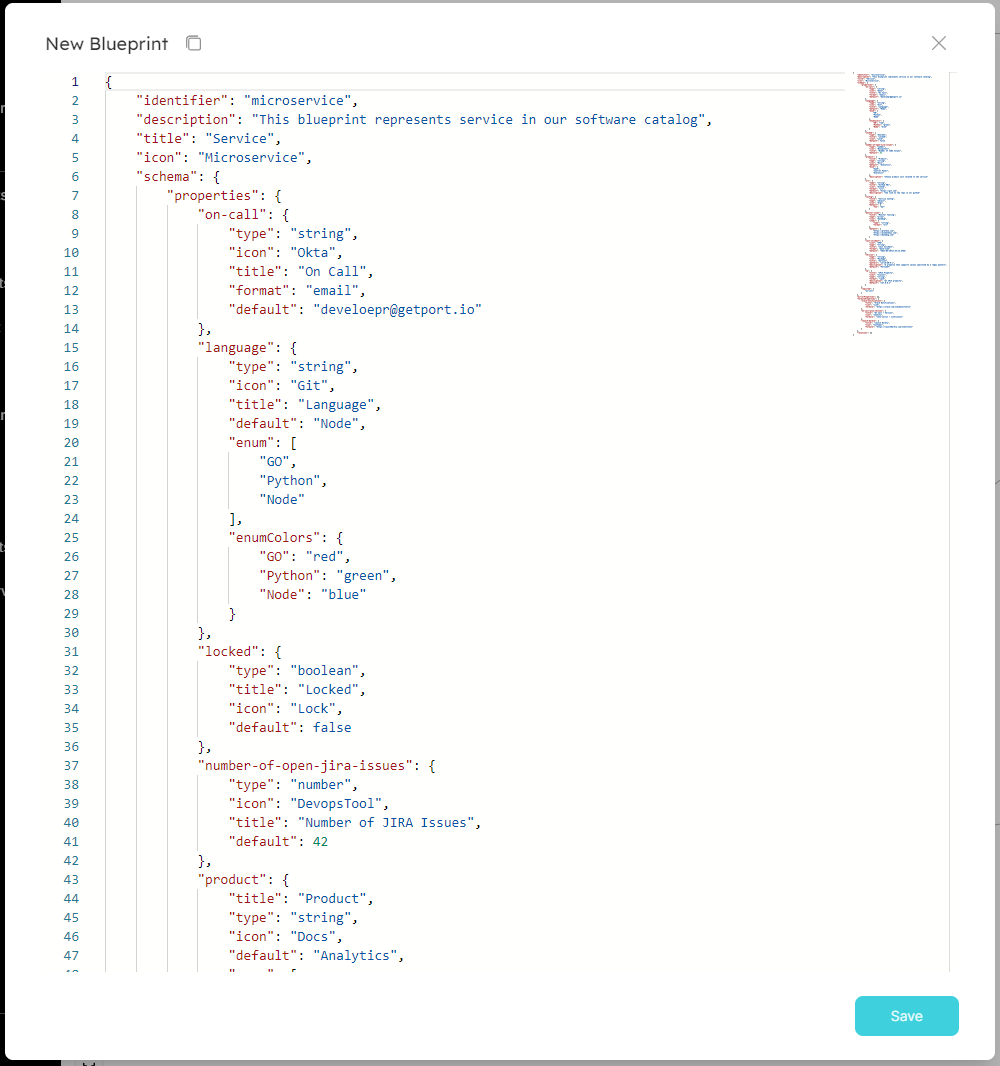 New Blueprint
1 {
2 "identifier": "microservice",
3 "description": "This blueprint represents service in our software catalog",
4 "title": "Service",
5 "icon": "Microservice",
6 "schema": {
7 "properties": {
8 "on-call": {
9 "type": "string",
10 "icon": "Okta",
11 "title": "On Call",
12 "format": "email",
13 "default": "develoepr@getport.io"
14 },
15 "language": {
16 "type": "string",
17 "icon": "Git",
18 "title": "Language",
19 "default": "Node",
20 "enum": [
21 "GO",
22 "Python",
23 "Node"
24 ],
25 "enumColors": {
26 "GO": "red",
27 "Python": "green",
28 "Node": "blue"
29 }
30 },
31 "locked": {
32 "type": "boolean",
33 "title": "Locked",
34 "icon": "Lock",
35 "default": false
36 },
37 "number-of-open-jira-issues": {
38 "type": "number",
39 "icon": "DevopsTool",
40 "title": "Number of JIRA Issues",
41 "default": 42
42 },
43 "product": {
44 "title": "Product",
45 "type": "string",
46 "icon": "Docs",
47 "default": "Analytics",
Save